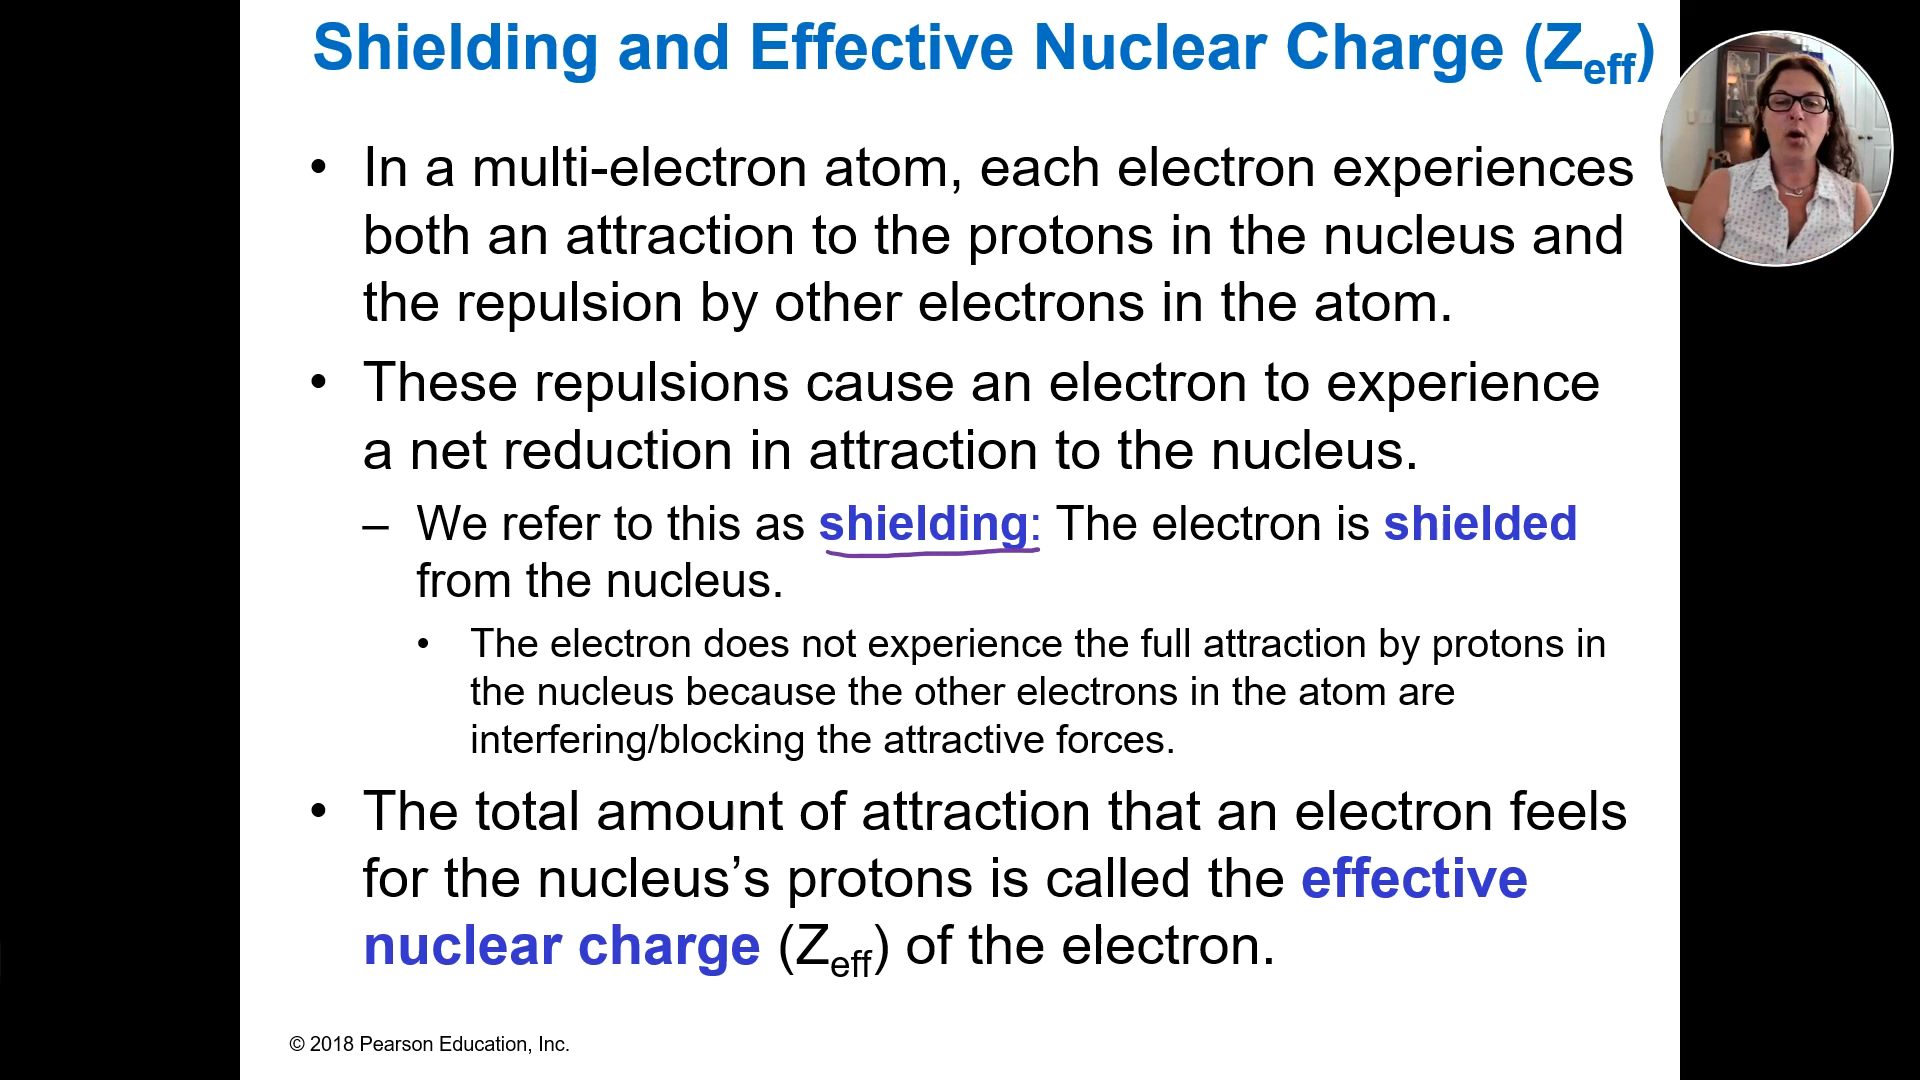 Shielding and Effective Nuclear Charge (Zeff)
• In a multi-electron atom, each electron experiences
both an attraction to the protons in the nucleus and
the repulsion by other electrons in the atom.
• These repulsions cause an electron to experience
a net reduction in attraction to the nucleus.
– We refer to this as shielding: The electron is shielded
from the nucleus.
• The electron does not experience the full attraction by protons in
the nucleus because the other electrons in the atom are
interfering/blocking the attractive forces.
• The total amount of attraction that an electron feels
for the nucleus’s protons is called the effective
nuclear charge (Zeff) of the electron.
© 2018 Pearson Education, Inc.